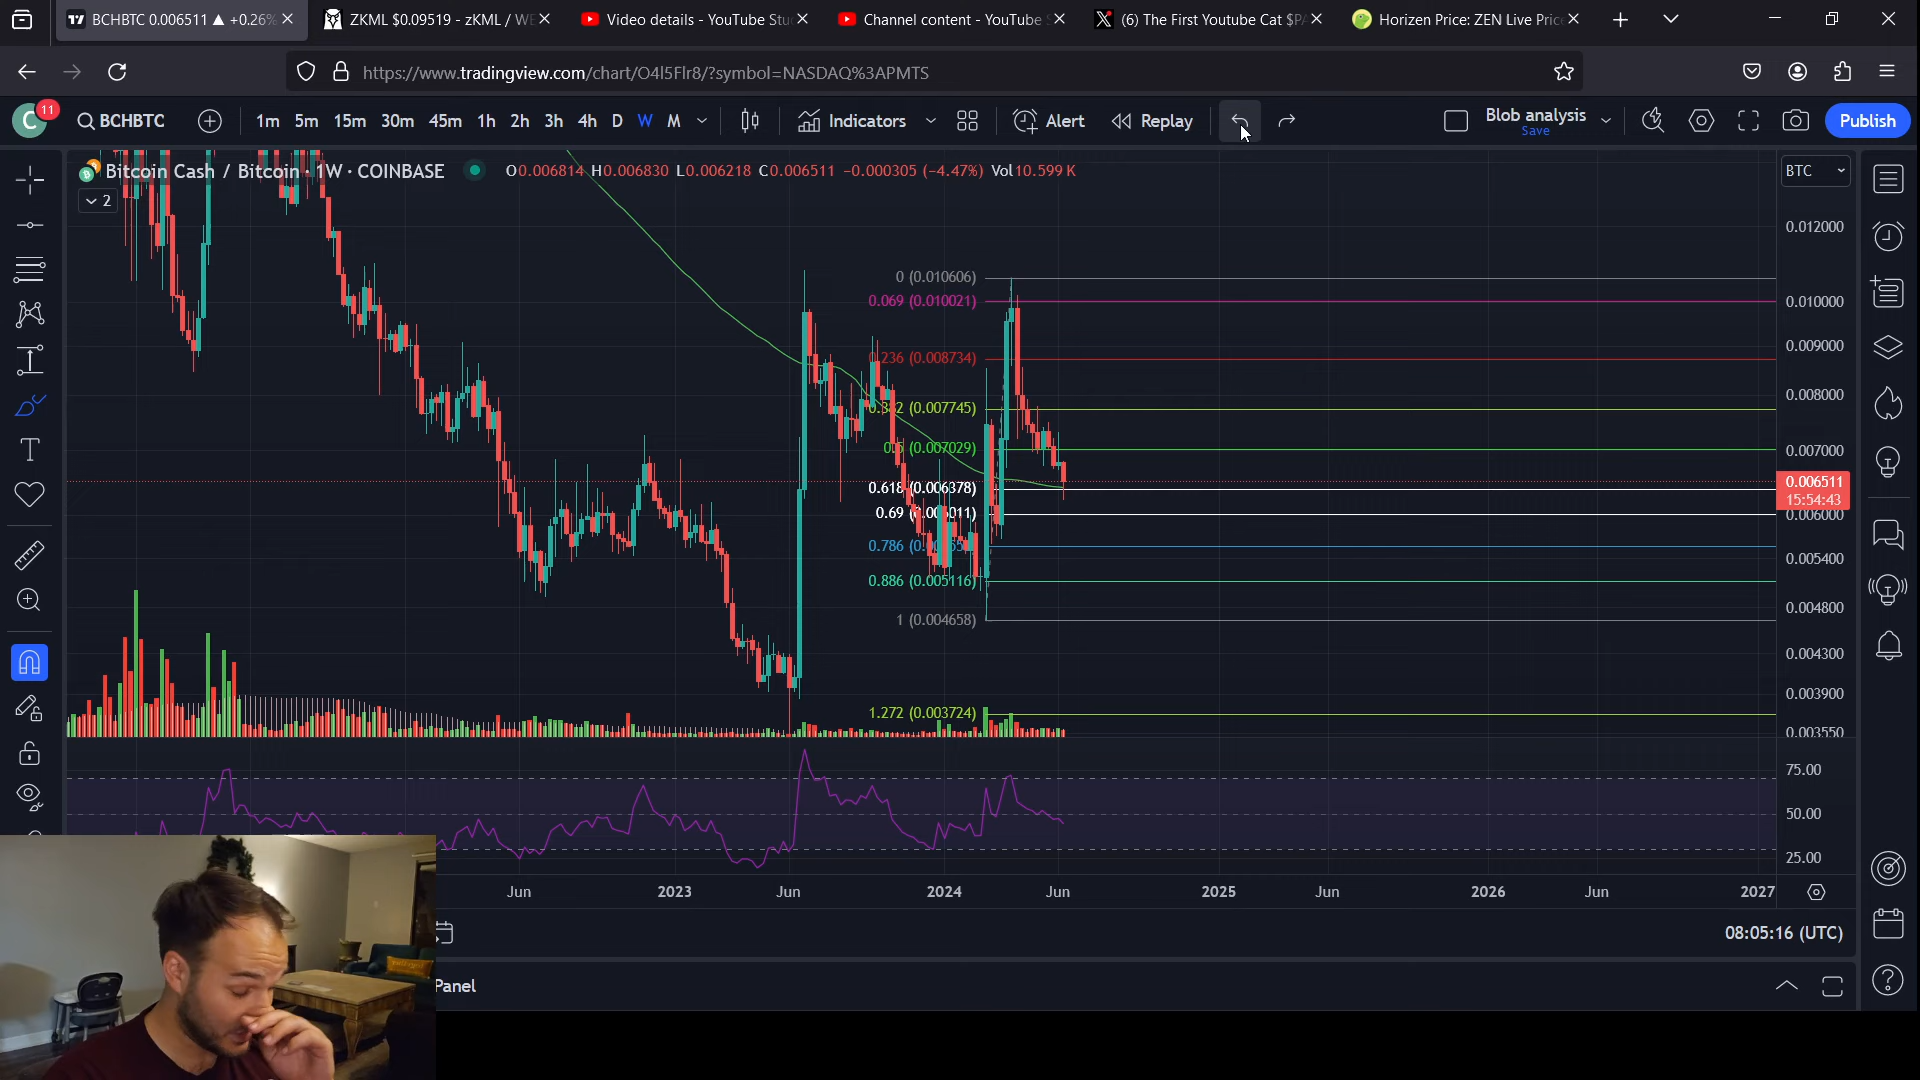 BCHBTC 0.006511 ▲ +0.26%
ZKML $0.09519 - zKML / WE
Video details - YouTube Stu
Channel content - YouTube S
(6) The First Youtube Cat $PA
Horizen Price: ZEN Live Price
https://www.tradingview.com/chart/O4l5Flr8/?symbol=NASDAQ%3APMTS
C
11
BCHBTC
1m 5m 15m 30m 45m 1h 2h 3h 4h D W M
Indicators
Alert
Replay
Blob analysis
Save
Publish
Bitcoin Cash / Bitcoin · 1W · COINBASE
O0.006814 H0.006830 L0.006218 C0.006511 −0.000305 (−4.47%) Vol10.599 K
BTC
2
0.012000
0 (0.010606)
0.069 (0.010021)
0.010000
0.009000
0.236 (0.008734)
0.008000
0.382 (0.007745)
0.5 (0.007029)
0.007000
0.006511
15:54:43
0.618 (0.006378)
0.69 (0.006011)
0.006000
0.786
0.005400
0.886 (0.005116)
0.004800
1 (0.004658)
0.004300
0.003900
1.272 (0.003724)
0.003550
75.00
50.00
25.00
Jun 2023 Jun 2024 Jun 2025 Jun 2026 Jun 2027
08:05:16 (UTC)
Panel